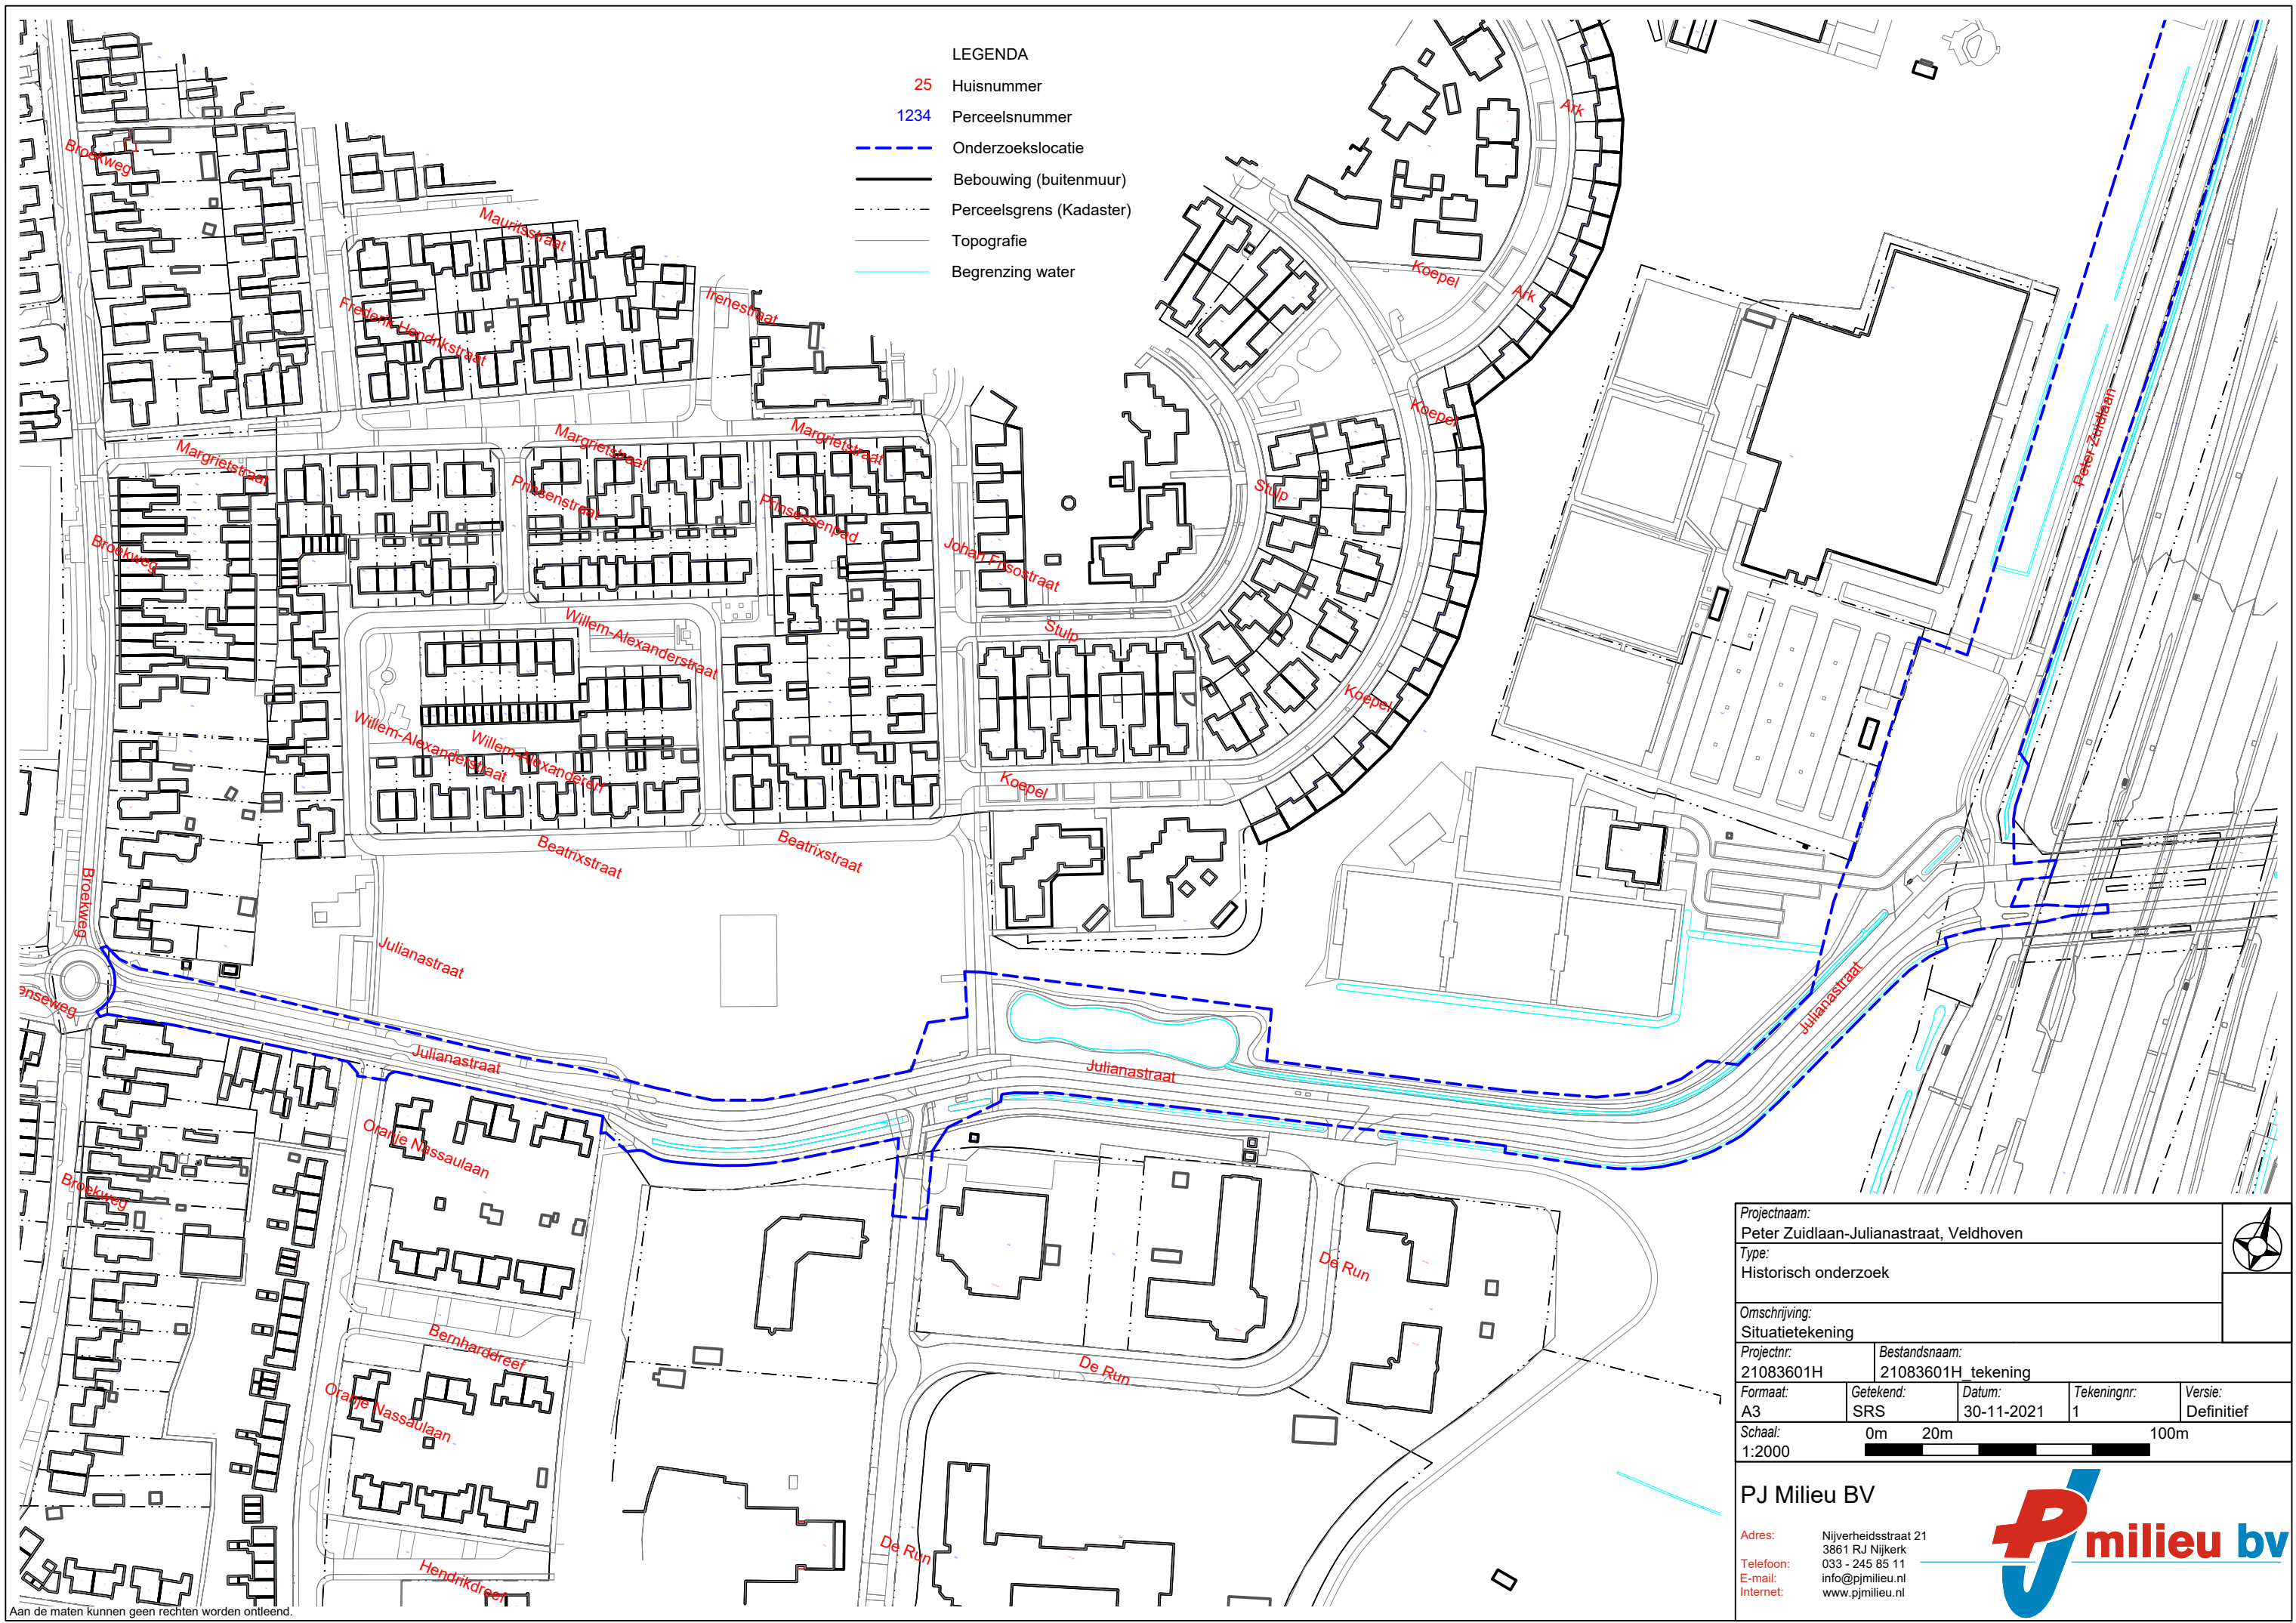 LEGENDA
25 Huisnummer
1234 Perceelsnummer
Onderzoekslocatie
Bebouwing (buitenmuur)
Perceelsgrens (Kadaster)
Topografie
Begrenzing water
Ark
Broekweg
Mauritsstraat
Koepel
Ark
Irenestraat
Frederik Hendrikstraat
Koepel
Peter Zuidlaan
Margrietstraat
Margrietstraat
Margrietstraat
Prinsenstraat
Prinsessenpad
Stulp
Broekweg
Johan Frisostraat
Willem-Alexanderstraat
Stulp
Koepel
Willem-Alexanderstraat
Willem-Alexandererf
Koepel
Beatrixstraat
Beatrixstraat
Broekweg
Julianastraat
enseweg
Julianastraat
Julianastraat
Julianastraat
Oranje Nassaulaan
Broekweg
De Run
Bernharddreef
De Run
Oranje Nassaulaan
De Run
Hendrikdreef
Aan de maten kunnen geen rechten worden ontleend.
Projectnaam:
Peter Zuidlaan-Julianastraat, Veldhoven
Type:
Historisch onderzoek
Omschrijving:
Situatietekening
Projectnr: Bestandsnaam:
21083601H 21083601H_tekening
Formaat: Getekend: Datum: Tekeningnr: Versie:
A3 SRS 30-11-2021 1 Definitief
Schaal: 0m 20m 100m
1:2000
PJ Milieu BV
Adres: Nijverheidsstraat 21
3861 RJ Nijkerk
Telefoon: 033 - 245 85 11
E-mail: info@pjmilieu.nl
Internet: www.pjmilieu.nl
PJ milieu bv